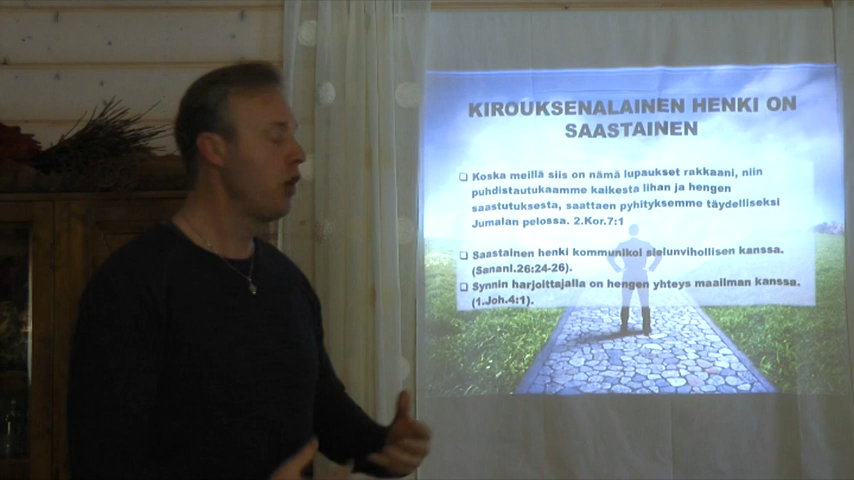 KIROUKSENALAINEN HENKI ON
SAASTAINEN
❑ Koska meillä siis on nämä lupaukset rakkaani, niin
puhdistautukaamme kaikesta lihan ja hengen
saastutuksesta, saattaen pyhityksemme täydelliseksi
Jumalan pelossa. 2.Kor.7:1
❑ Saastainen henki kommunikoi sielunvihollisen kanssa.
(Sananl.26:24-26).
❑ Synnin harjoittajalla on hengen yhteys maailman kanssa.
(1.Joh.4:1).